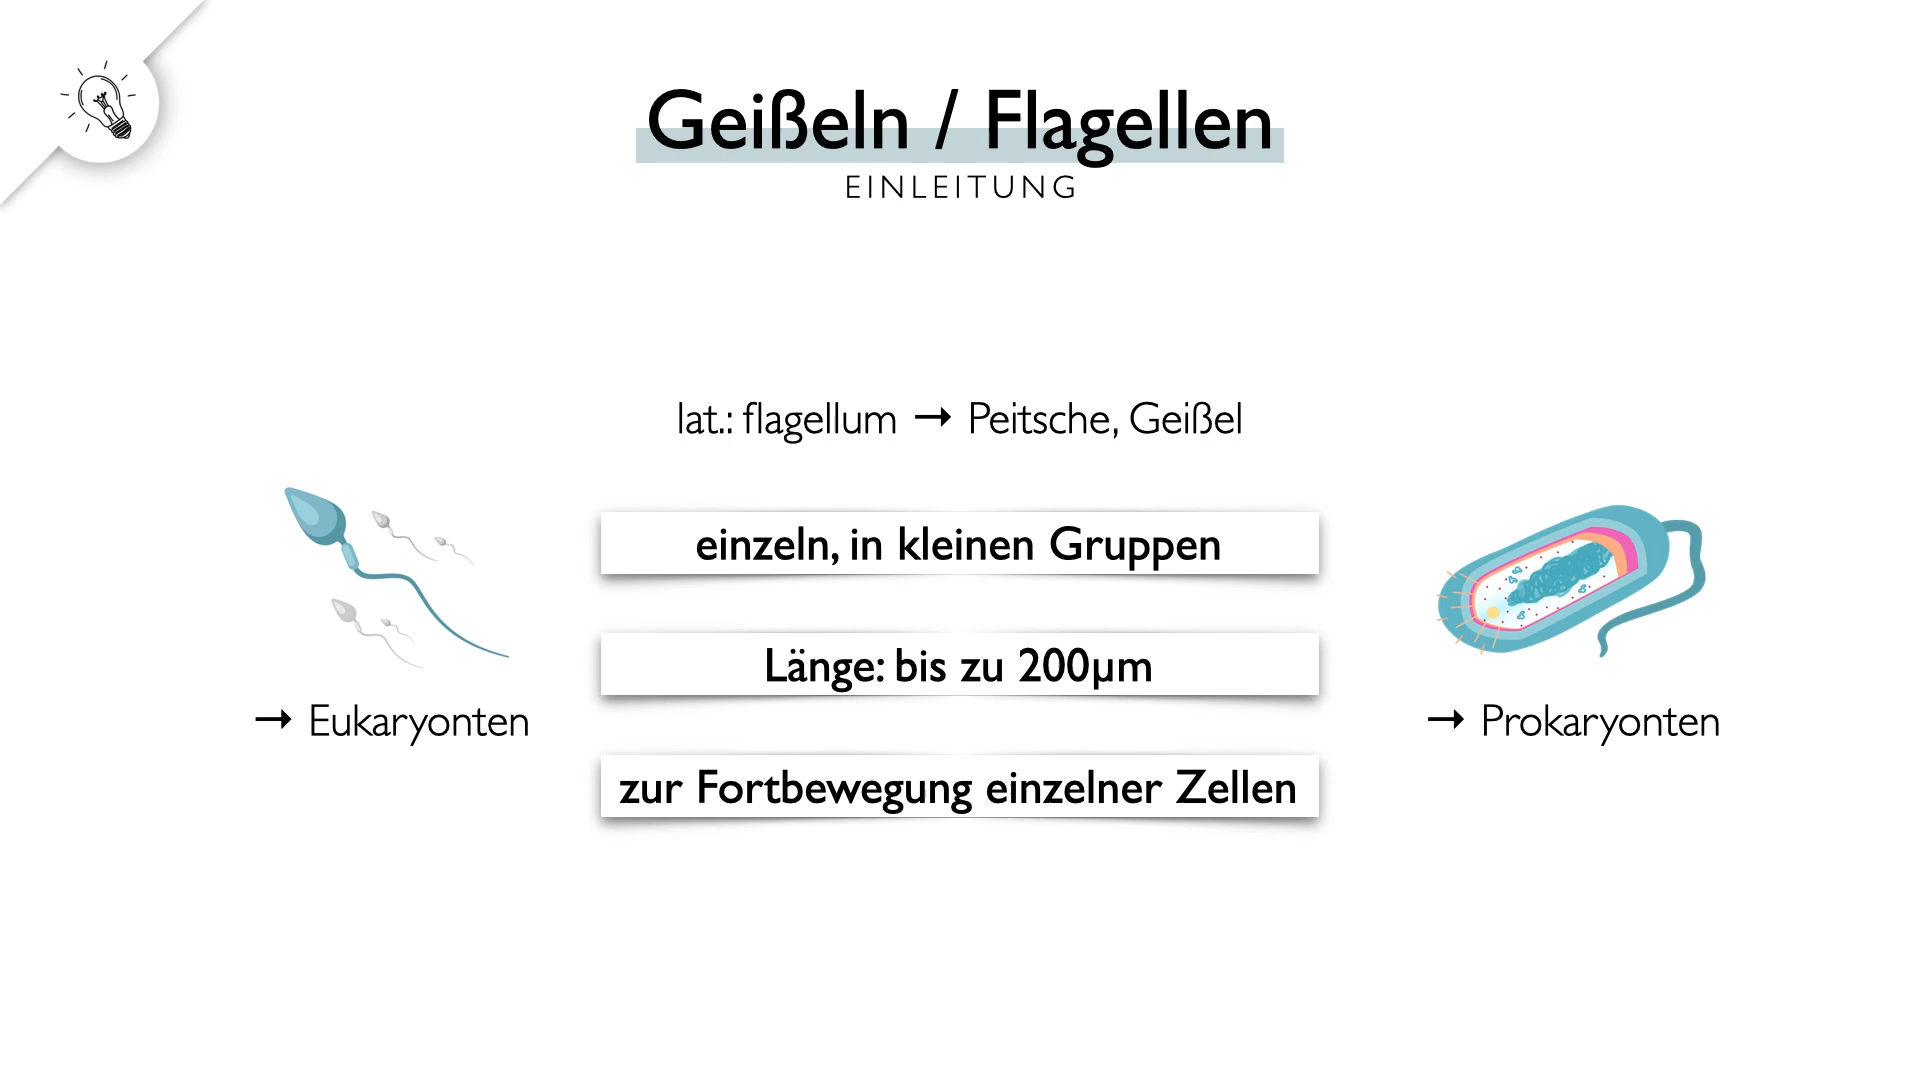 Geißeln / Flagellen
EINLEITUNG
lat.: flagellum → Peitsche, Geißel
einzeln, in kleinen Gruppen
Länge: bis zu 200µm
→ Eukaryonten
→ Prokaryonten
zur Fortbewegung einzelner Zellen